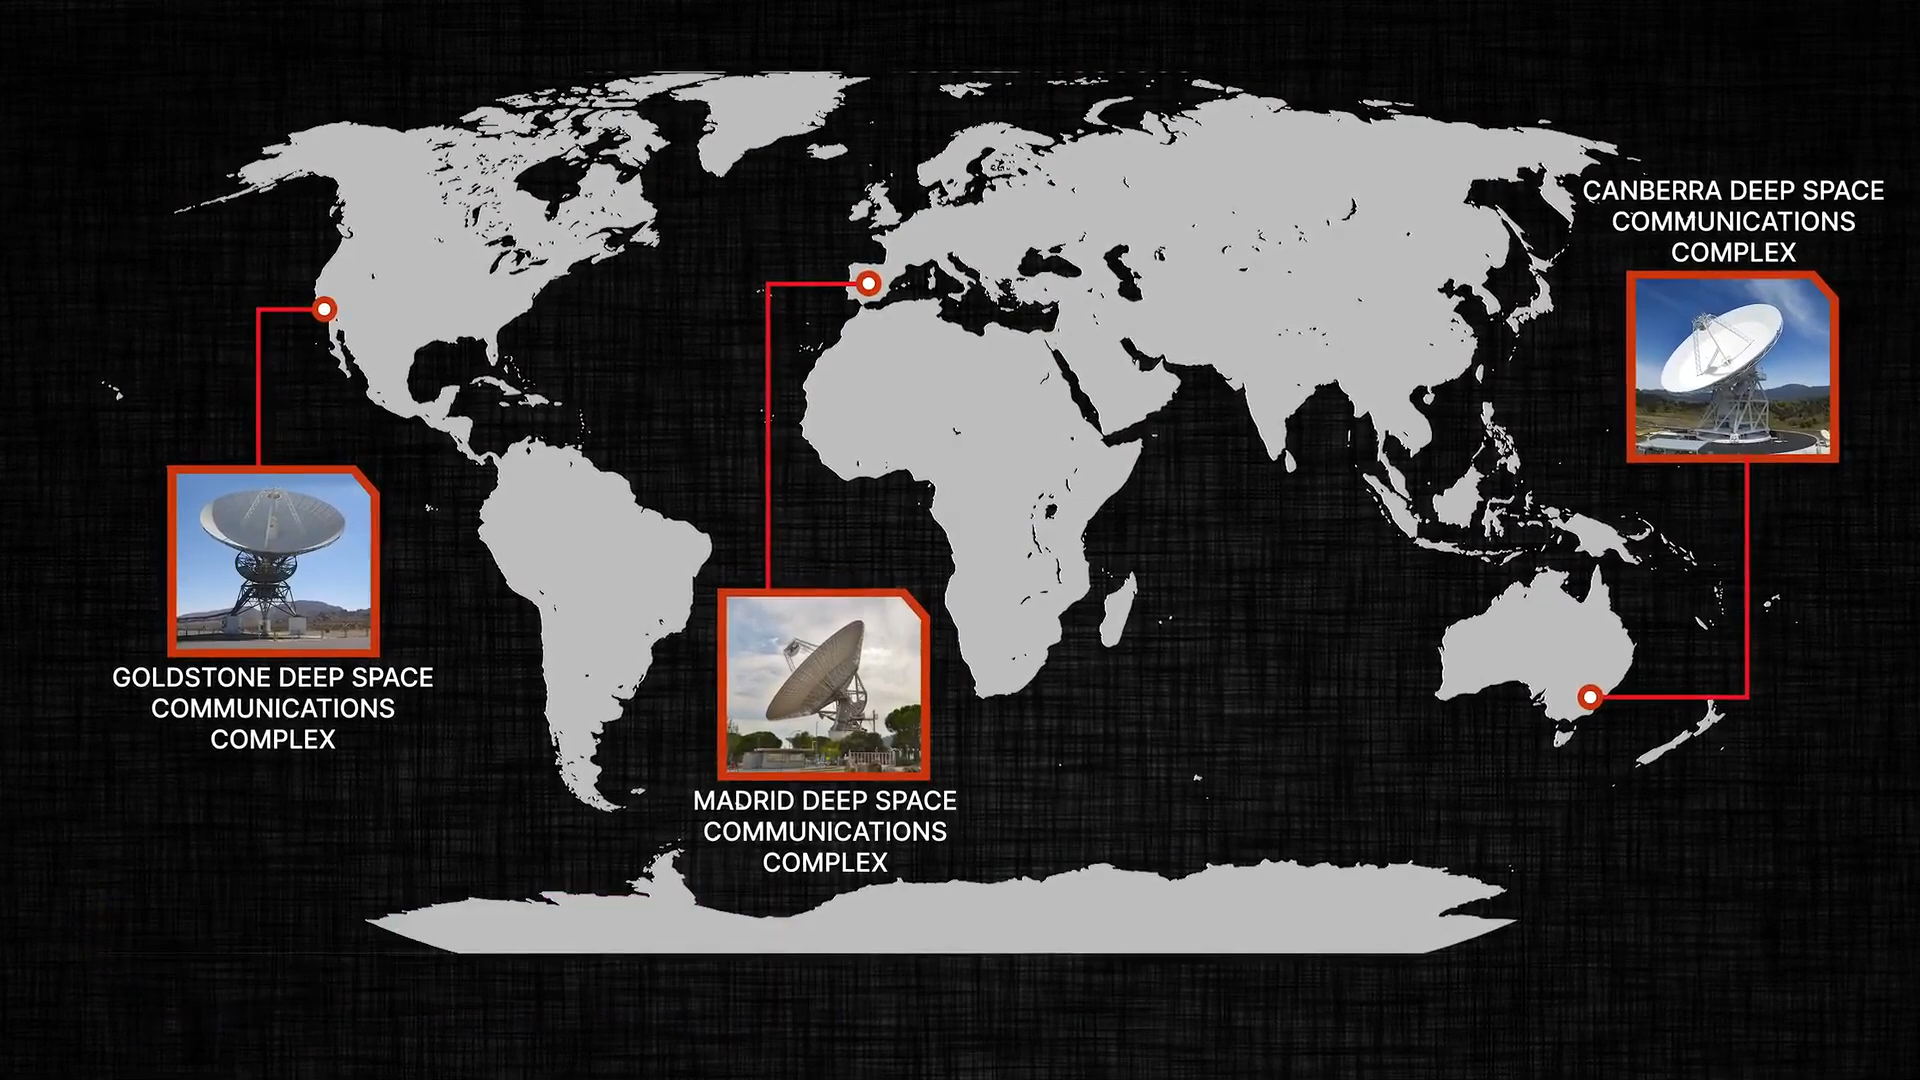 CANBERRA DEEP SPACE
COMMUNICATIONS
COMPLEX
GOLDSTONE DEEP SPACE
COMMUNICATIONS
COMPLEX
MADRID DEEP SPACE
COMMUNICATIONS
COMPLEX